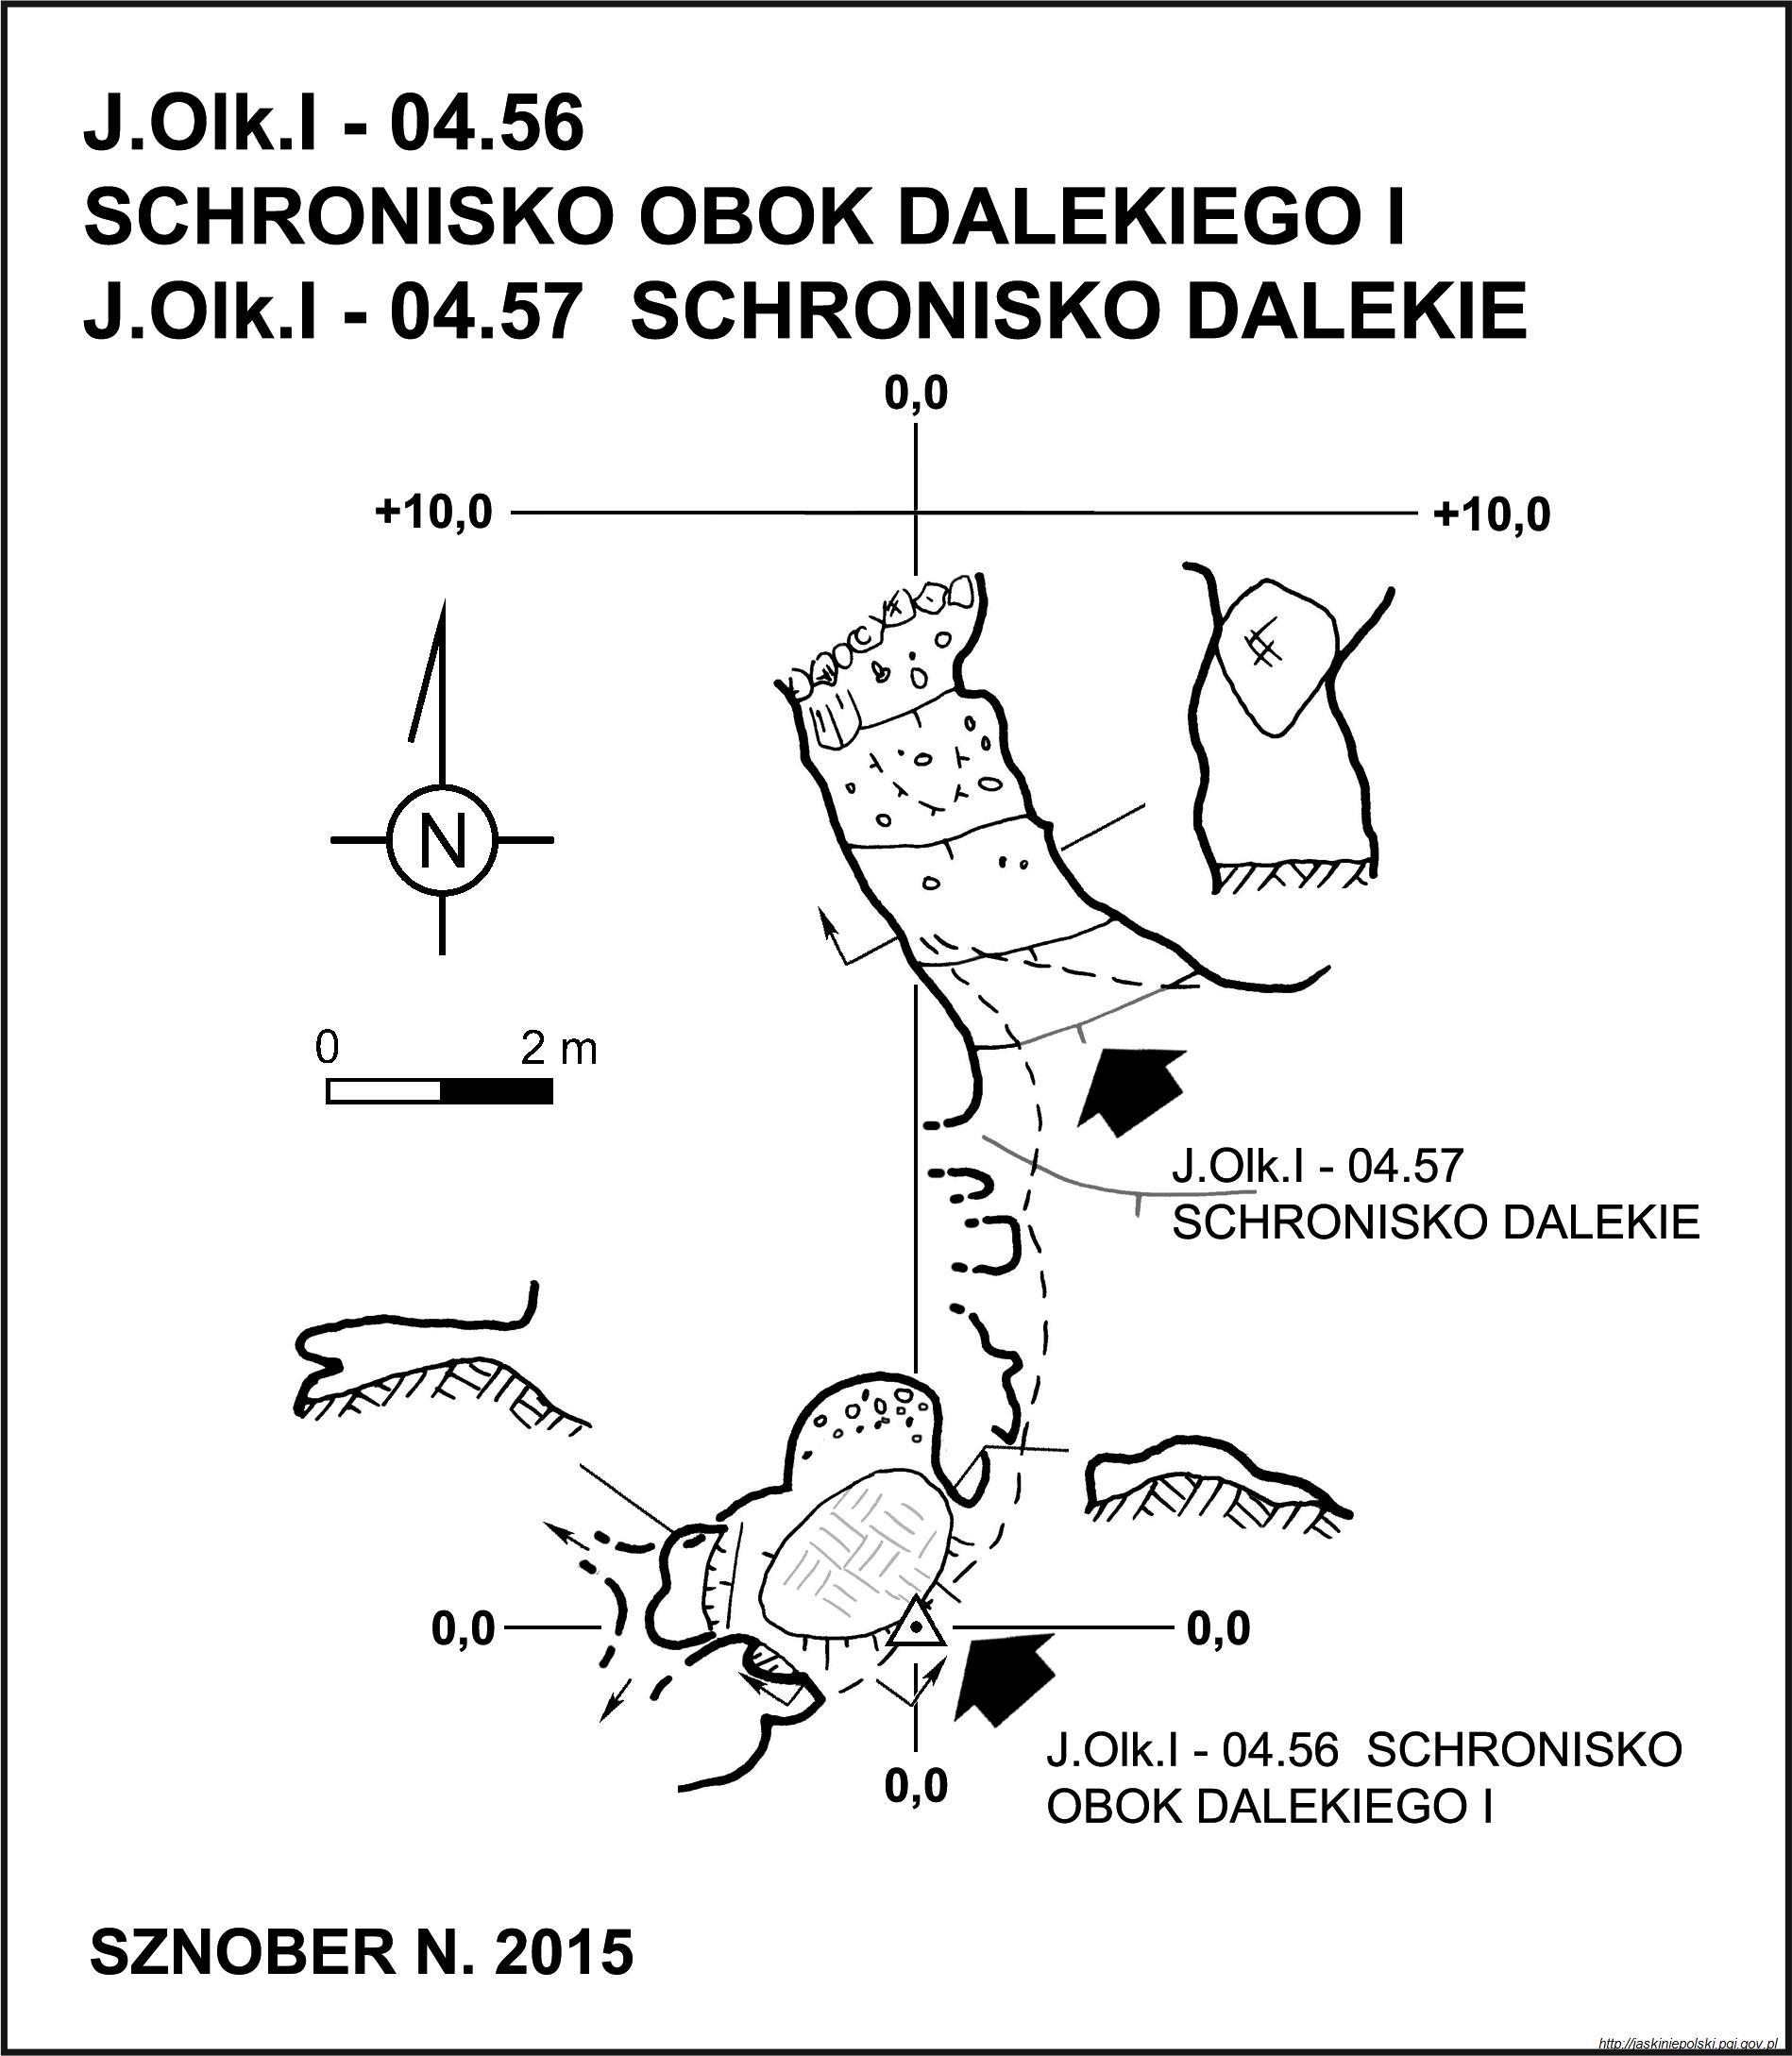 J.Olk.I - 04.56
SCHRONISKO OBOK DALEKIEGO I
J.Olk.I - 04.57 SCHRONISKO DALEKIE
0,0
+10,0
+10,0
N
0
2 m
J.Olk.I - 04.57
SCHRONISKO DALEKIE
0,0
0,0
0,0
J.Olk.I - 04.56 SCHRONISKO
OBOK DALEKIEGO I
SZNOBER N. 2015
http://jaskiniepolski.pgi.gov.pl